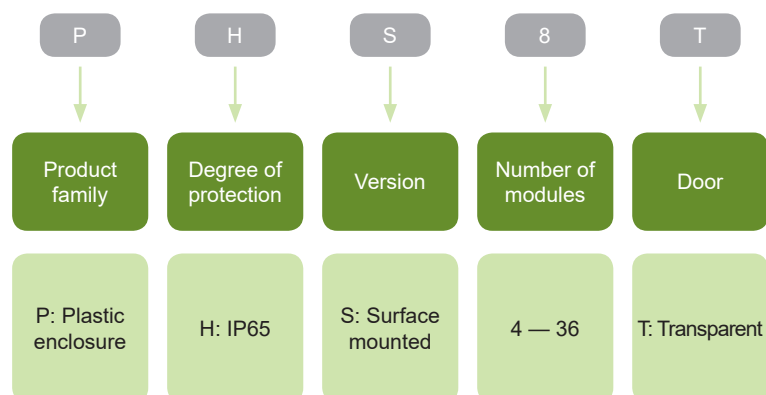 P H S 8 T
Product family
Degree of protection
Version
Number of modules
Door
P: Plastic enclosure
H: IP65
S: Surface mounted
4 — 36
T: Transparent